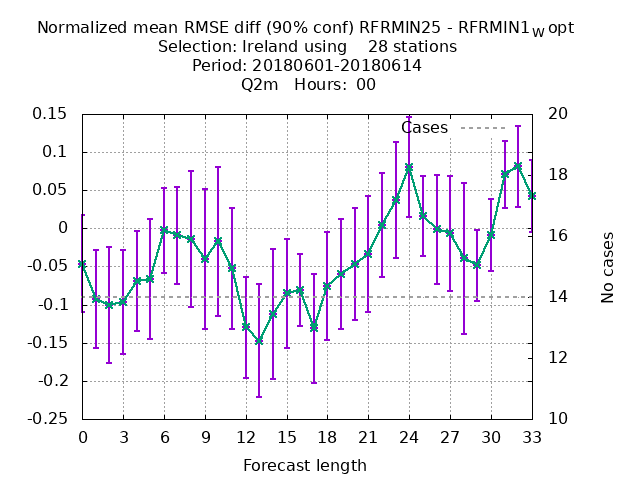 Normalized mean RMSE diff (90% conf) RFRMIN25 - RFRMIN1w opt
Selection: Ireland using    28 stations
Period: 20180601-20180614
Q2m   Hours:  00
Cases
0.15
0.1
0.05
0
-0.05
-0.1
-0.15
-0.2
-0.25
20
18
16
14
12
10
No cases
0 3 6 9 12 15 18 21 24 27 30 33
Forecast length